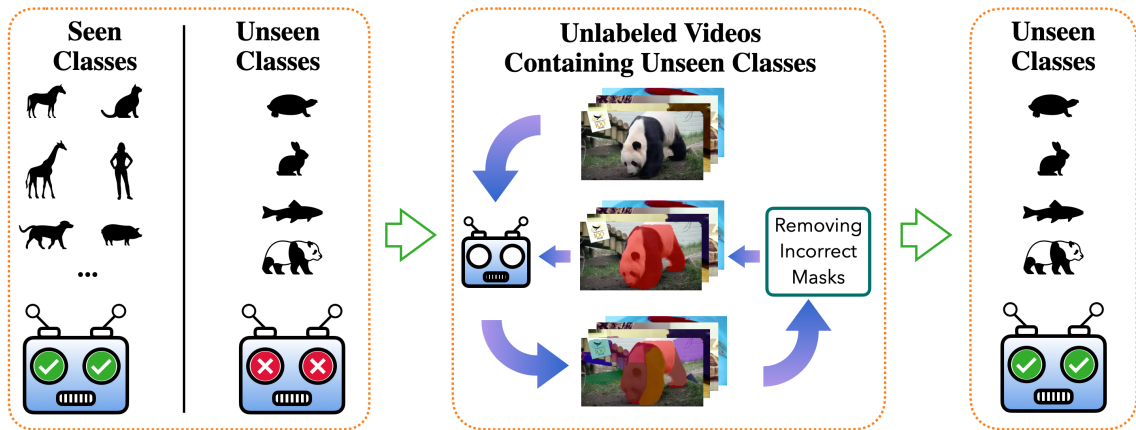 Seen
Classes
Unseen
Classes
...
Unlabeled Videos
Containing Unseen Classes
Removing
Incorrect
Masks
Unseen
Classes